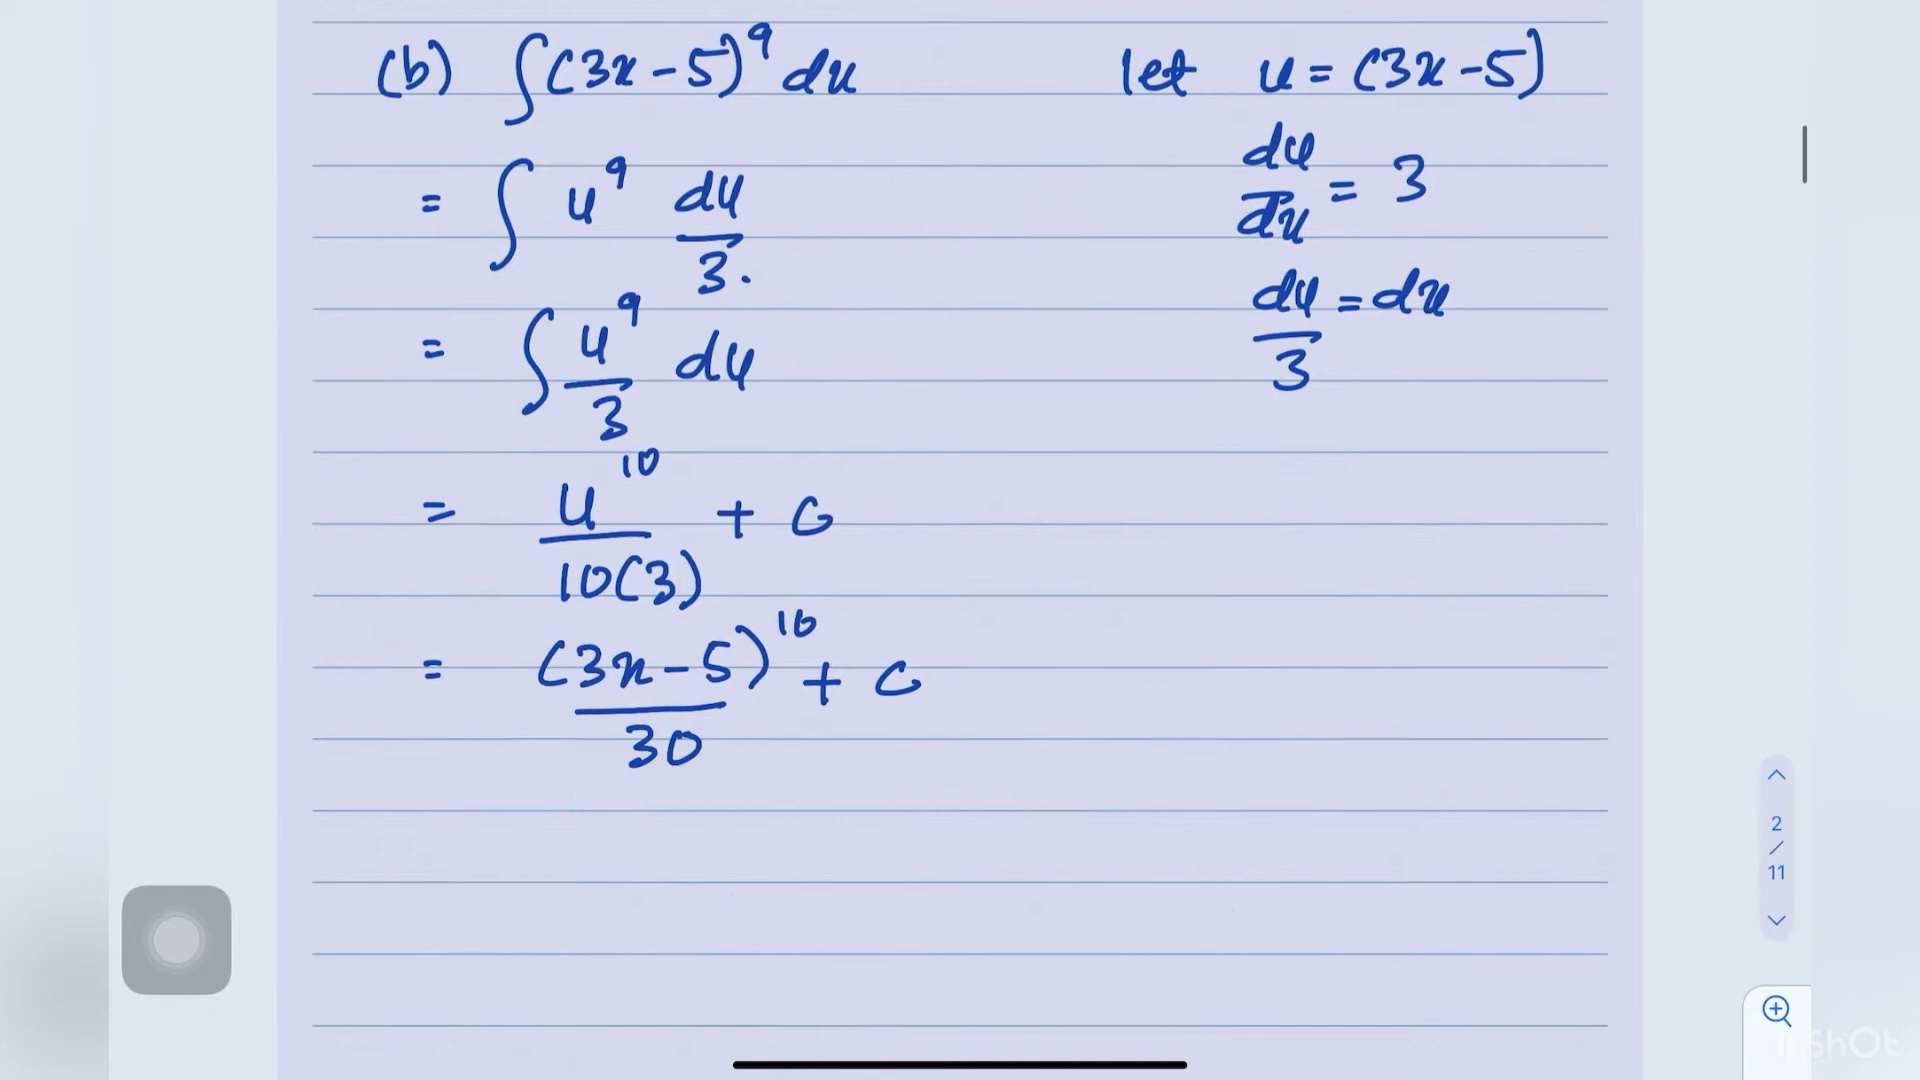 (b) ∫(3x-5)⁹ dx
let u = (3x-5)
du/dx = 3
= ∫ u⁹ du/3.
du/3 = dx
= ∫ u⁹/3 du
= u¹⁰/10(3) + C
= (3x-5)¹⁰/30 + C
2
/
11
InShOt